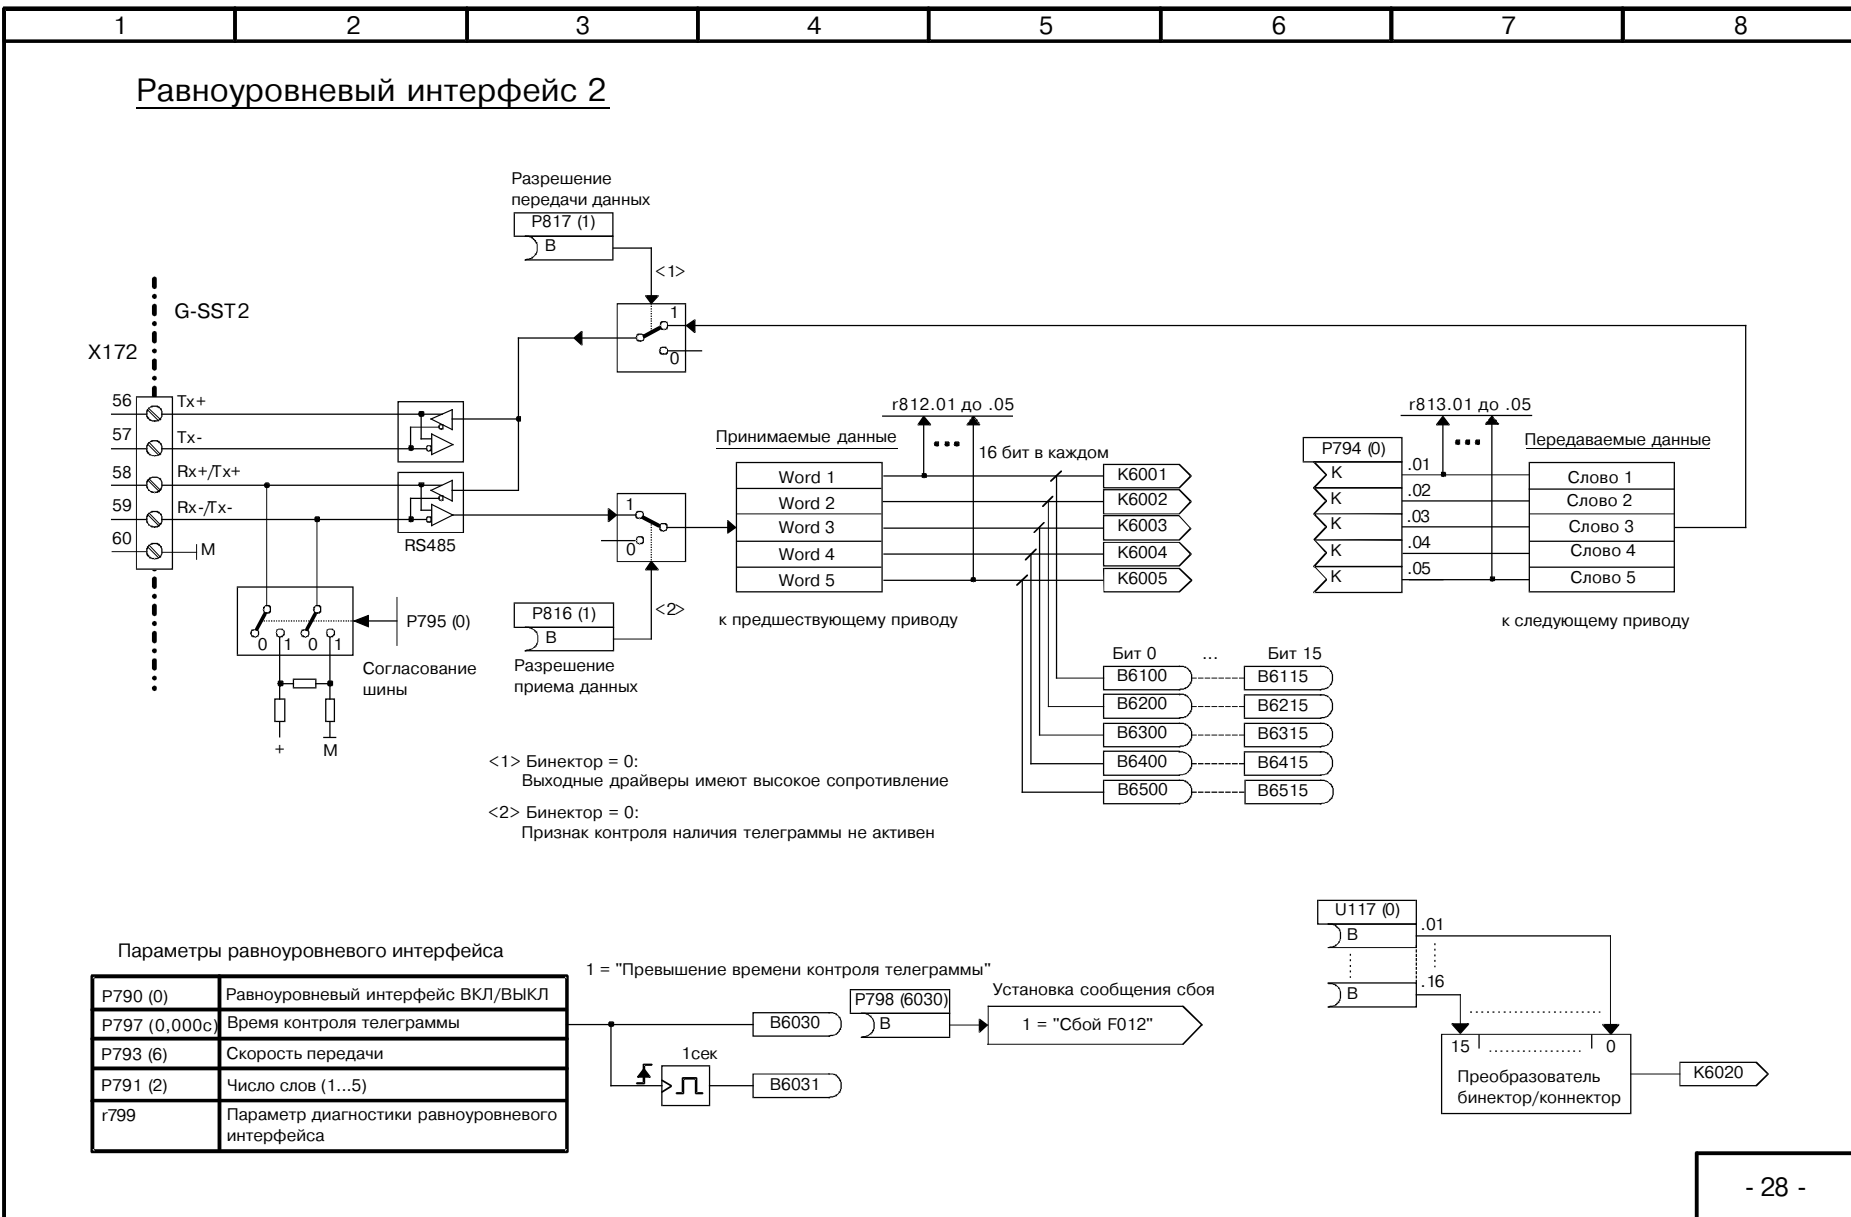 1 2 3 4 5 6 7 8
Равноуровневый интерфейс 2
Разрешение
передачи данных
P817 (1)
B
<1>
1
0
G-SST2
X172
56 Tx+
57 Tx-
58 Rx+/Tx+
59 Rx-/Tx-
60 M
RS485
P795 (0)
0 1 0 1
Согласование
шины
+ M
1
0
<2>
P816 (1)
B
Разрешение
приема данных
r812.01 до .05
Принимаемые данные
16 бит в каждом
Word 1 K6001
Word 2 K6002
Word 3 K6003
Word 4 K6004
Word 5 K6005
к предшествующему приводу
r813.01 до .05
P794 (0)
Передаваемые данные
K .01 Слово 1
K .02 Слово 2
K .03 Слово 3
K .04 Слово 4
K .05 Слово 5
к следующему приводу
Бит 0 ... Бит 15
B6100 B6115
B6200 B6215
B6300 B6315
B6400 B6415
B6500 B6515
<1> Бинектор = 0:
Выходные драйверы имеют высокое сопротивление
<2> Бинектор = 0:
Признак контроля наличия телеграммы не активен
Параметры равноуровневого интерфейса
P790 (0) Равноуровневый интерфейс ВКЛ/ВЫКЛ
P797 (0,000с) Время контроля телеграммы
P793 (6) Скорость передачи
P791 (2) Число слов (1...5)
r799 Параметр диагностики равноуровневого
интерфейса
1 = "Превышение времени контроля телеграммы"
B6030
1сек
B6031
P798 (6030)
B
Установка сообщения сбоя
1 = "Сбой F012"
U117 (0)
B .01
B .16
15 0
Преобразователь
бинектор/коннектор
K6020
- 28 -